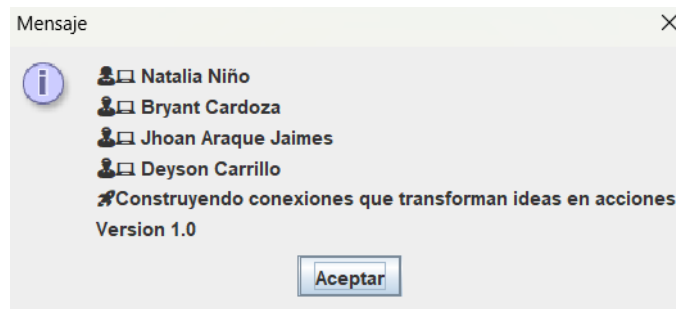 Mensaje
Natalia Niño
Bryant Cardoza
Jhoan Araque Jaimes
Deyson Carrillo
Construyendo conexiones que transforman ideas en acciones
Version 1.0
Aceptar